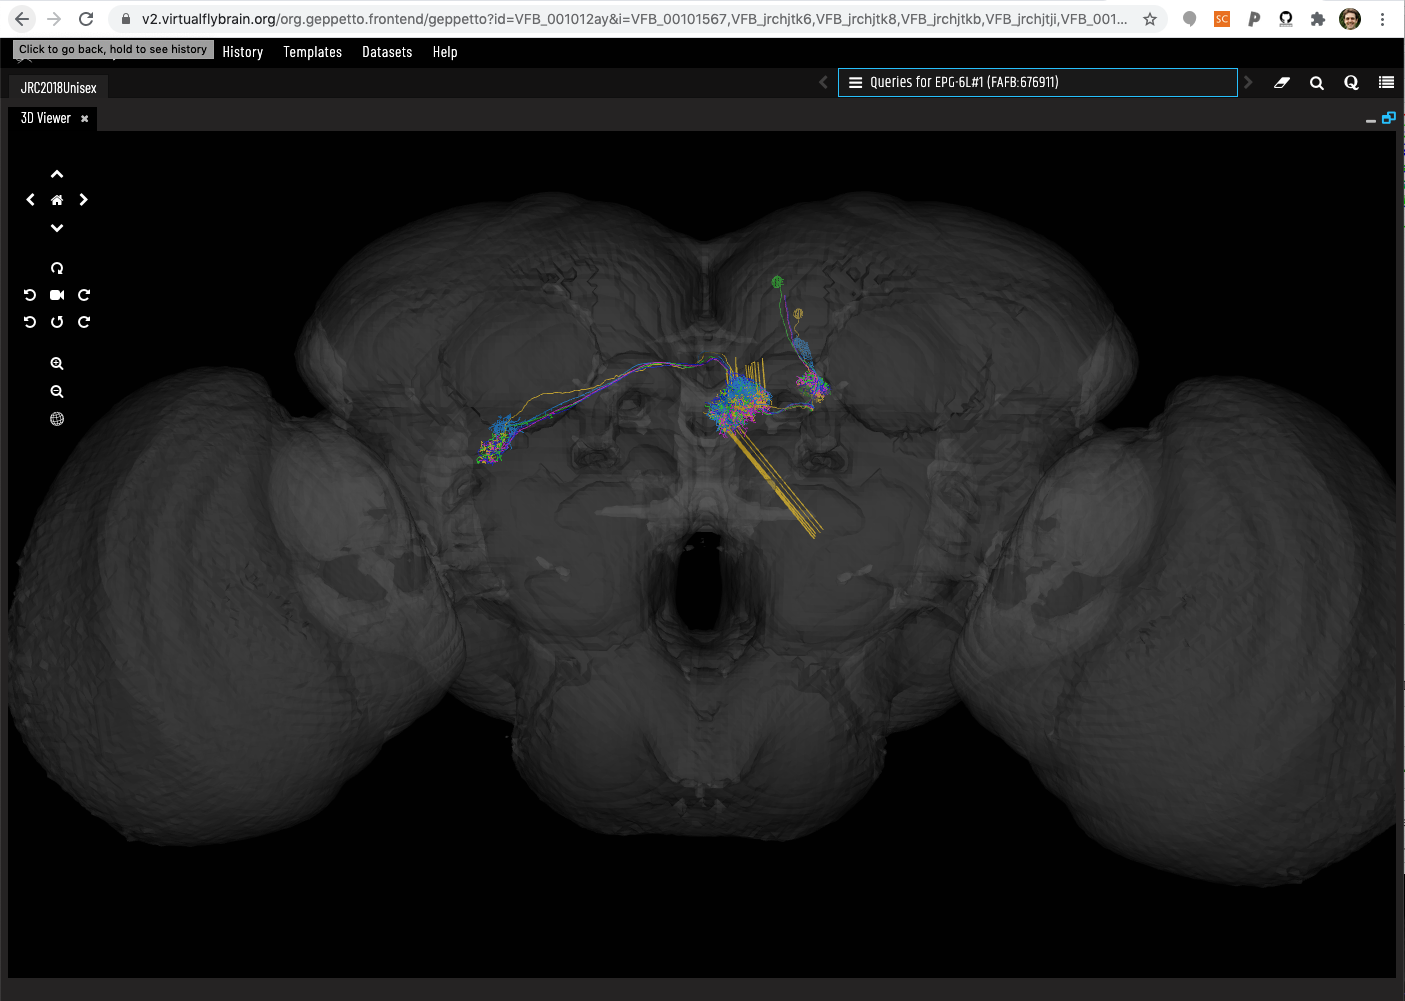 v2.virtualflybrain.org/org.geppetto.frontend/geppetto?id=VFB_001012ay&i=VFB_00101567,VFB_jrchjtk6,VFB_jrchjtk8,VFB_jrchjtkb,VFB_jrchjtji,VFB_001...
SC
Click to go back, hold to see history
History Templates Datasets Help
JRC2018Unisex
Queries for EPG-6L#1 (FAFB:676911)
3D Viewer